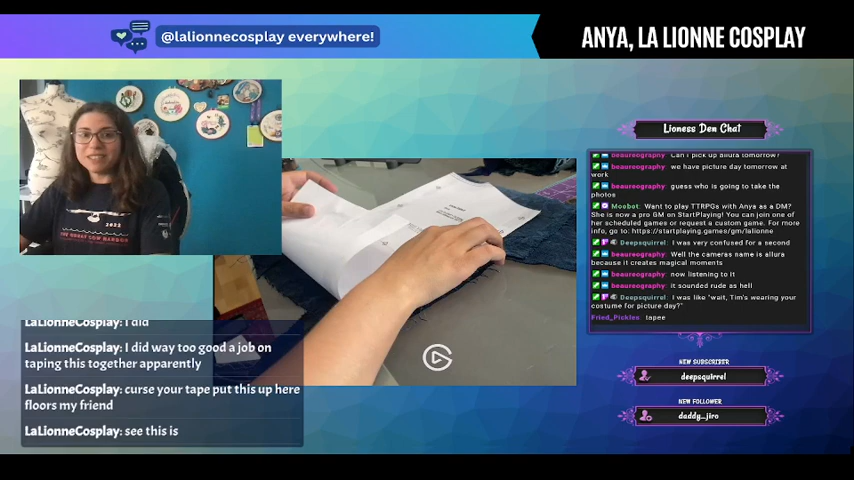 @lalionnecosplay everywhere!
ANYA, LA LIONNE COSPLAY
Lioness Den Chat
beaureography: Can I pick up allura tomorrow?
beaureography: we have picture day tomorrow at
work
beaureography: guess who is going to take the
photos
Moobot: Want to play TTRPGs with Anya as a DM?
She is now a pro GM on StartPlaying! You can join one of
her scheduled games or request a custom game. For more
info, go to: https://startplaying.games/gm/lalionne
Deepsquirrel: I was very confused for a second
beaureography: Well the cameras name is allura
because it creates magical moments
beaureography: now listening to it
beaureography: it sounded rude as hell
Deepsquirrel: I was like 'wait, Tim's wearing your
costume for picture day?"
Fried_Pickles: tapee
2022
THE GREAT COW HARBOR
LaLionneCosplay: I did
LaLionneCosplay: I did way too good a job on
taping this together apparently
LaLionneCosplay: curse your tape put this up here
floors my friend
LaLionneCosplay: see this is
NEW SUBSCRIBER
deepsquirrel
NEW FOLLOWER
daddy_jiro